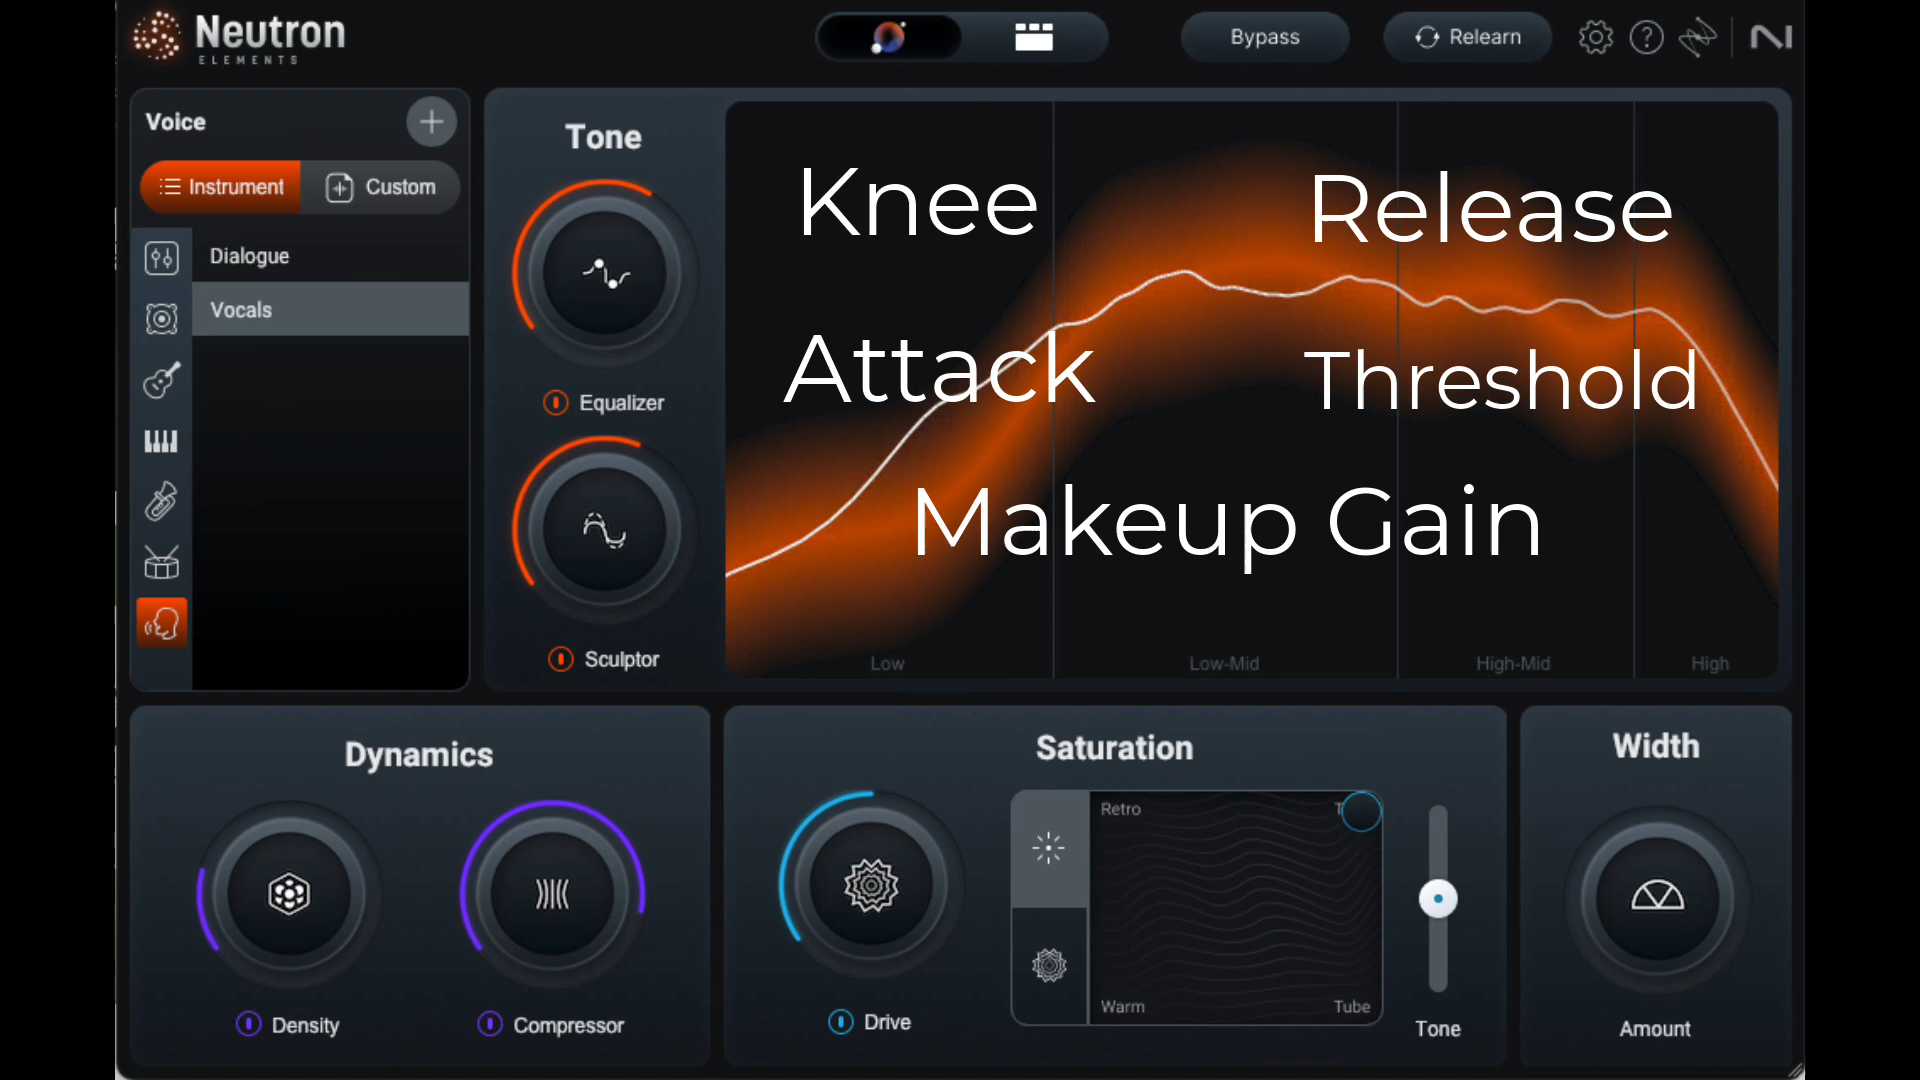 Neutron
ELEMENTS
Bypass
Relearn
Voice
Instrument
Custom
Dialogue
Vocals
Tone
Equalizer
Sculptor
Knee
Release
Attack
Threshold
Makeup Gain
Low
Low-Mid
High-Mid
High
Dynamics
Density
Compressor
Saturation
Drive
Retro
Warm
Tube
Tone
Width
Amount